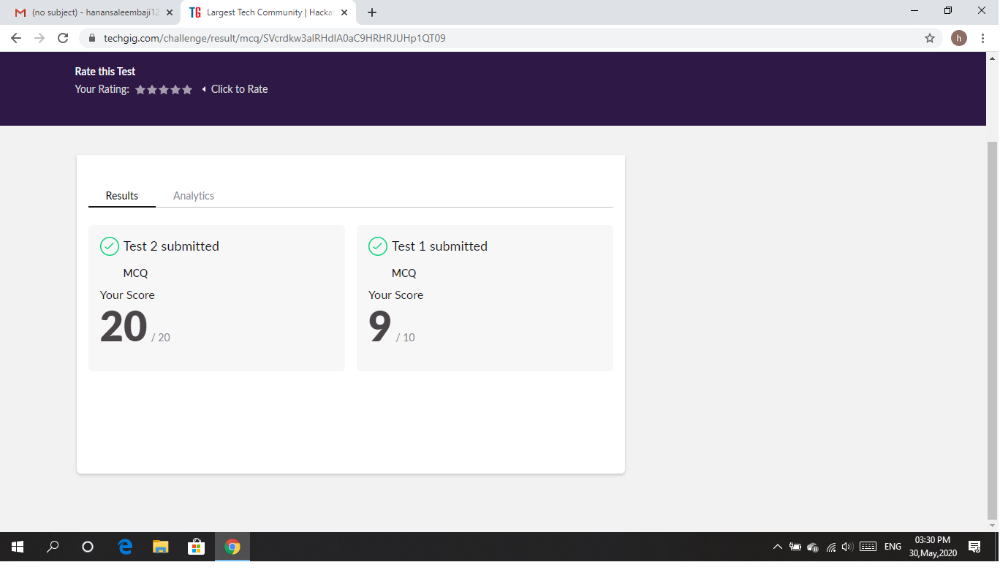 (no subject) - hanansaleembaji12
TG Largest Tech Community | Hacka
techgig.com/challenge/result/mcq/SVcrdkw3alRHdlA0aC9HRHRJUHp1QT09
h
Rate this Test
Your Rating: Click to Rate
Results Analytics
Test 2 submitted
MCQ
Your Score
20 / 20
Test 1 submitted
MCQ
Your Score
9 / 10
ENG
03:30 PM
30,May,2020